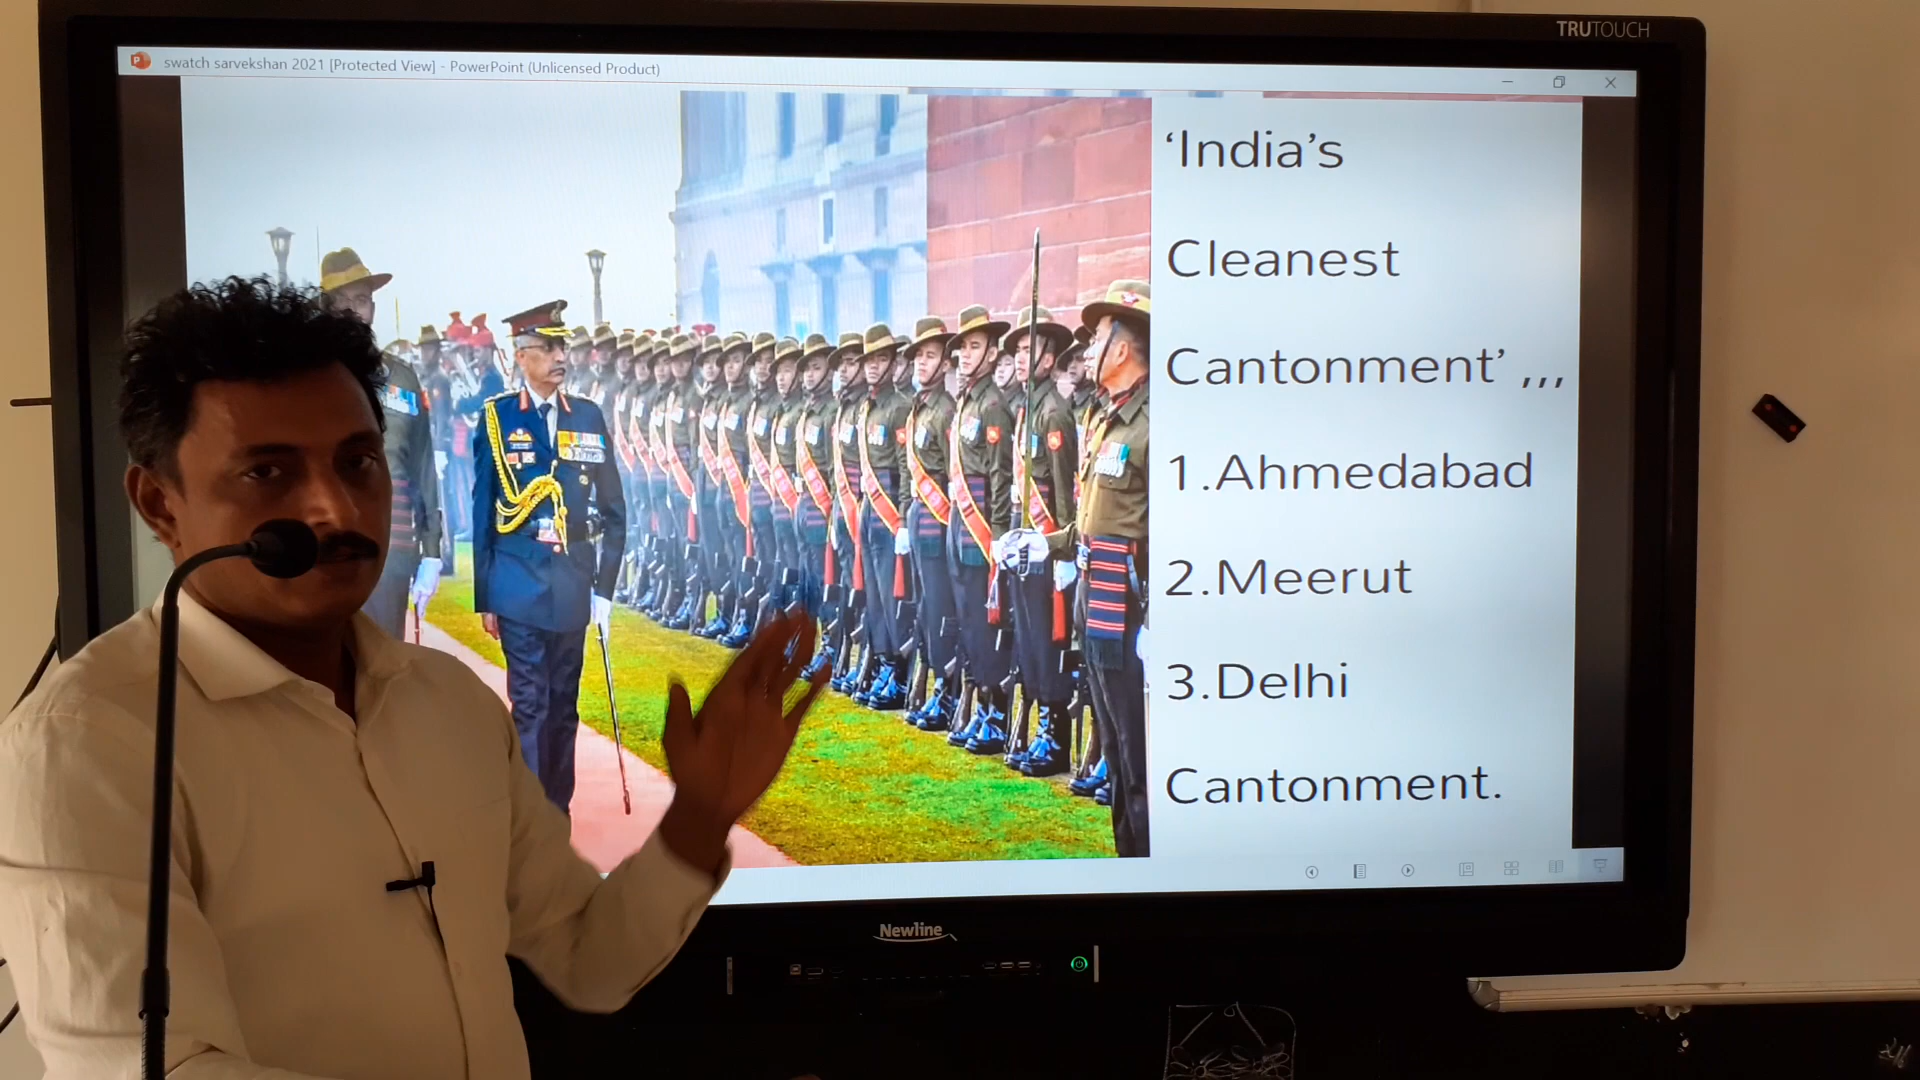 TRUTOUCH
swatch sarvekshan 2021 [Protected View] - PowerPoint (Unlicensed Product)
‘India’s
Cleanest
Cantonment’ ,,,
1.Ahmedabad
2.Meerut
3.Delhi
Cantonment.
Newline